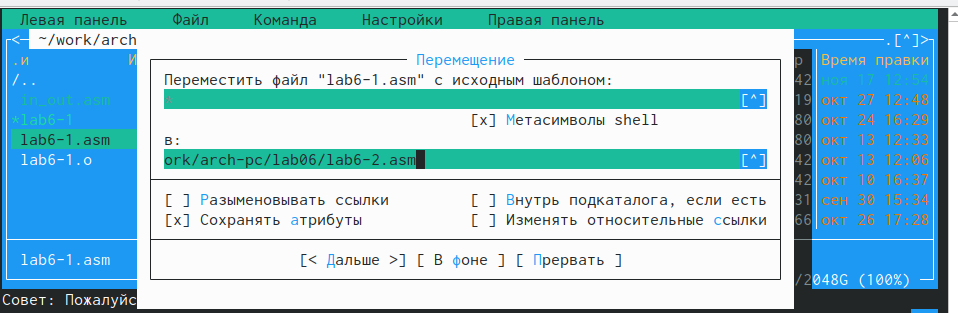 Левая панель Файл Команда Настройки Правая панель
<─ ~/work/arch .[^]>
Перемещение
.и И р Время правки
Переместить файл "lab6-1.asm" с исходным шаблоном:
/.. 42 ноя 17 12:54
in_out.asm * [^] 19 окт 27 12:48
*lab6-1 [x] Метасимволы shell 80 окт 24 16:29
lab6-1.asm в: 80 окт 13 12:33
lab6-1.o ork/arch-pc/lab06/lab6-2.asm [^] 42 окт 13 12:06
42 окт 10 16:37
[ ] Разыменовывать ссылки [ ] Внутрь подкаталога, если есть 31 сен 30 15:34
[x] Сохранять атрибуты [ ] Изменять относительные ссылки 66 окт 26 17:28
lab6-1.asm [< Дальше >] [ В фоне ] [ Прервать ]
/2048G (100%)
Совет: Пожалуйс